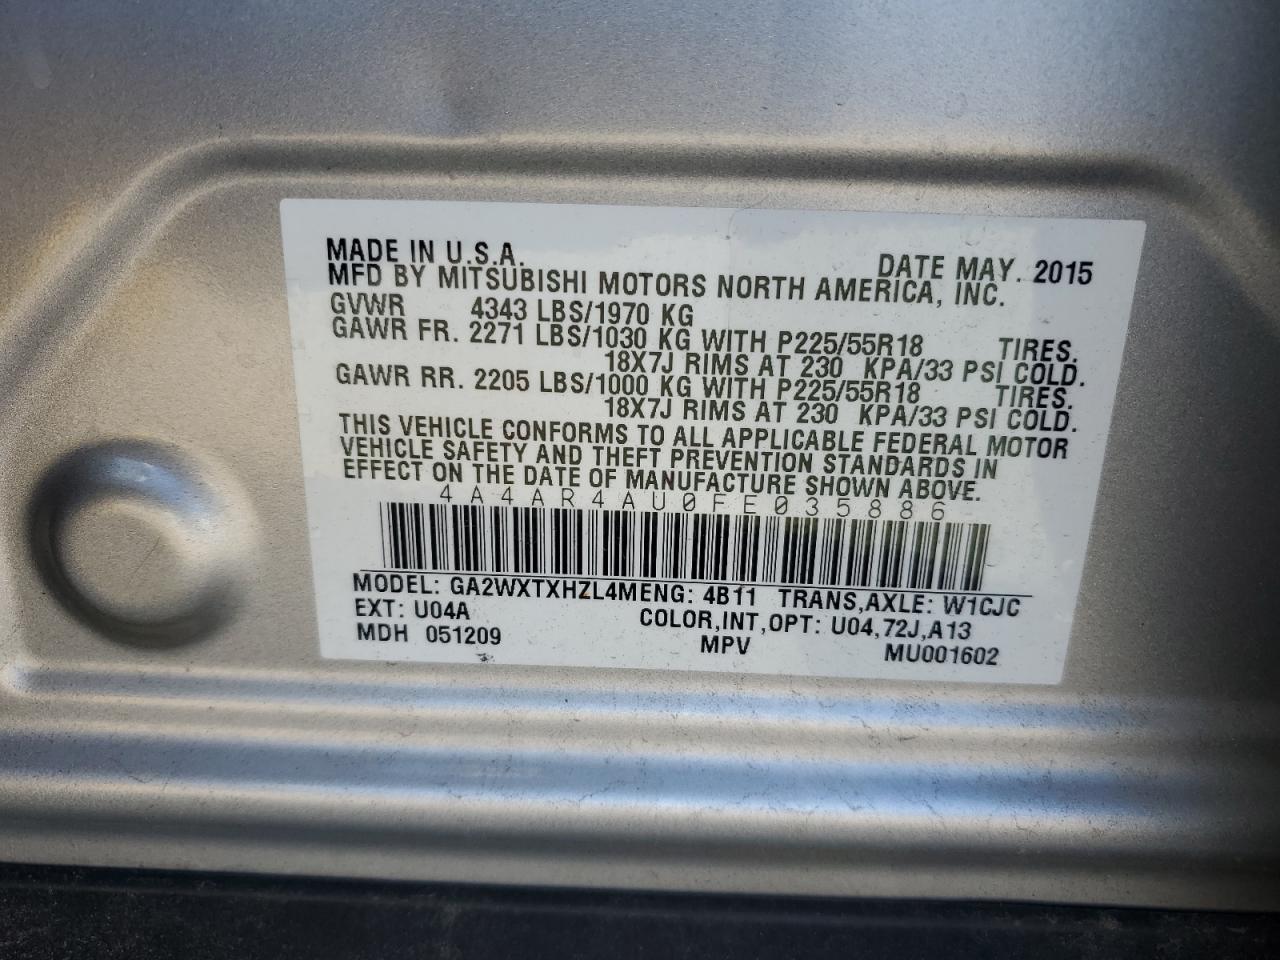 MADE IN U.S.A. DATE MAY. 2015
MFD BY MITSUBISHI MOTORS NORTH AMERICA, INC.
GVWR 4343 LBS/1970 KG
GAWR FR. 2271 LBS/1030 KG WITH P225/55R18 TIRES.
18X7J RIMS AT 230 KPA/33 PSI COLD.
GAWR RR. 2205 LBS/1000 KG WITH P225/55R18 TIRES.
18X7J RIMS AT 230 KPA/33 PSI COLD.
THIS VEHICLE CONFORMS TO ALL APPLICABLE FEDERAL MOTOR
VEHICLE SAFETY AND THEFT PREVENTION STANDARDS IN
EFFECT ON THE DATE OF MANUFACTURE SHOWN ABOVE.
4A4AR4AU0FE035886
MODEL: GA2WXTXHZL4MENG: 4B11 TRANS,AXLE: W1CJC
EXT: U04A COLOR,INT,OPT: U04,72J,A13
MDH 051209 MPV MU001602